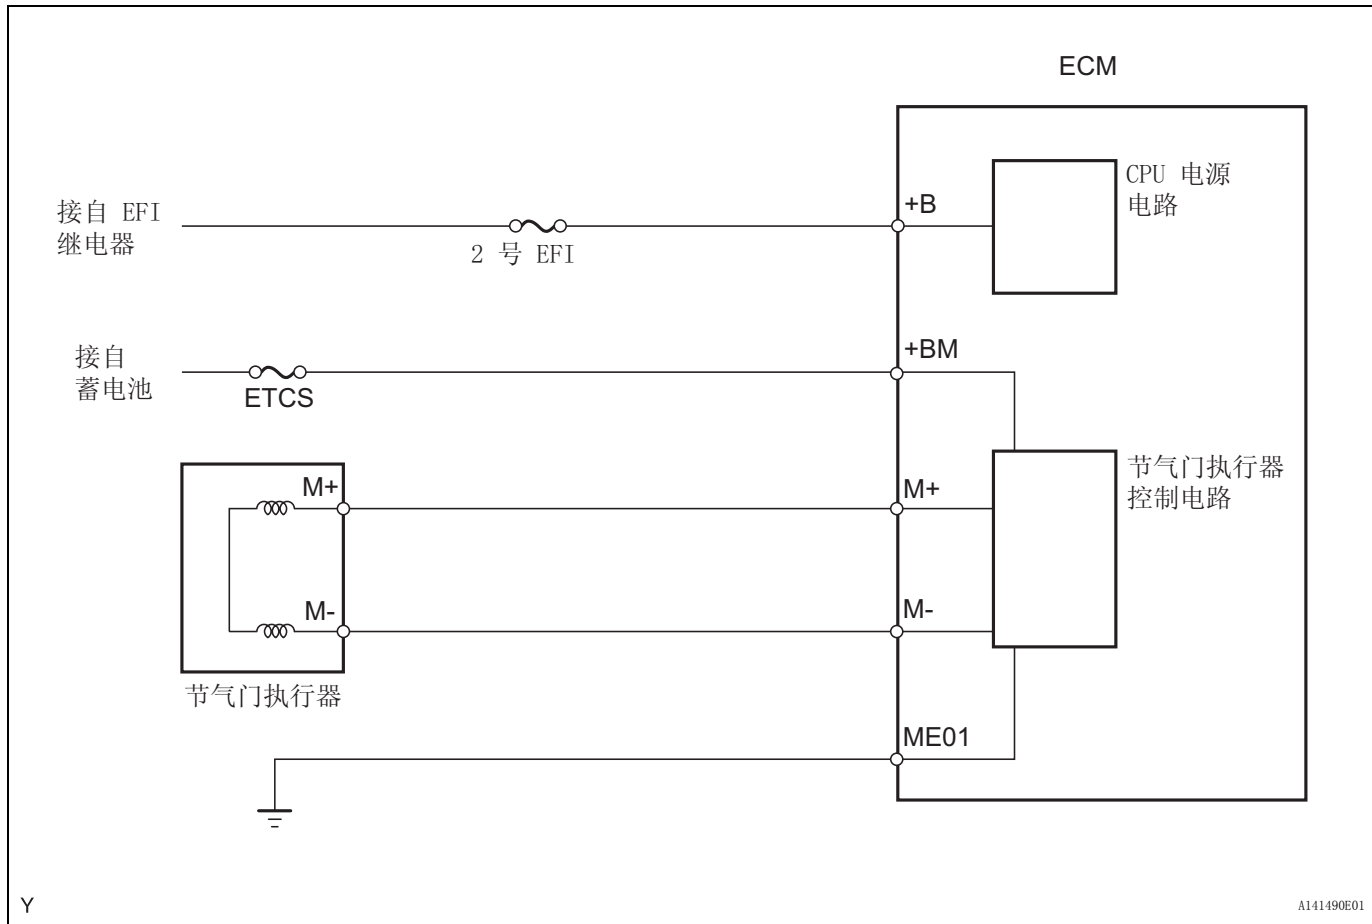 ECM
CPU 电源
电路
接自 EFI
继电器
2 号 EFI
+B
接自
蓄电池
ETCS
+BM
M+
M-
节气门执行器
M+
M-
节气门执行器
控制电路
ME01
Y
A141490E01